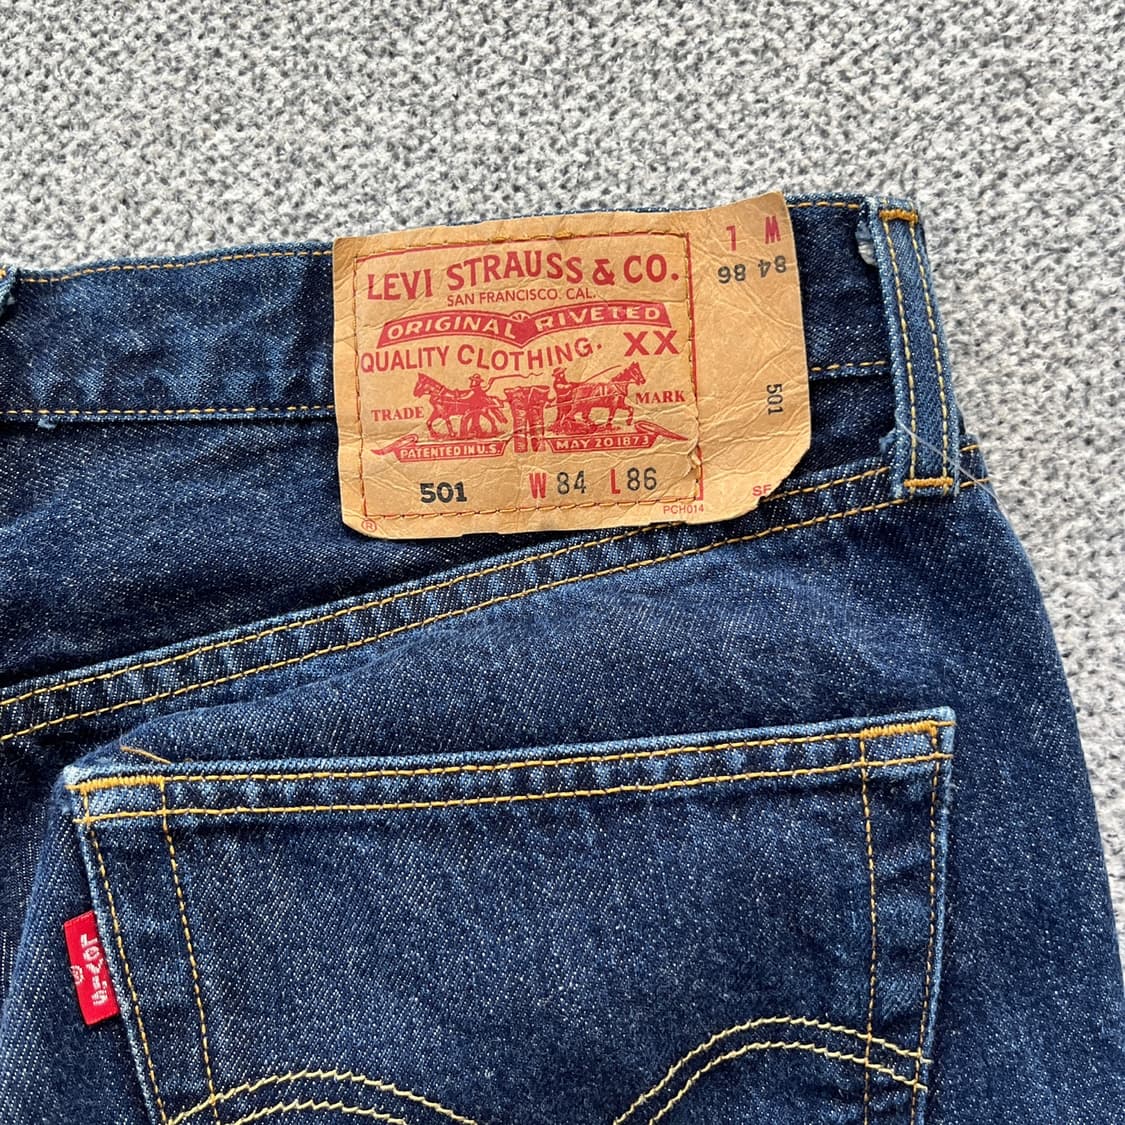 LEVI STRAUSS & CO.
SAN FRANCISCO. CAL.
ORIGINAL RIVETED
QUALITY CLOTHING. XX
TRADE MARK
PATENTED IN U.S. MAY 20 1873
501 W 84 L 86
® PCH014
W L
84 86
501
SF
LEVI'S
®